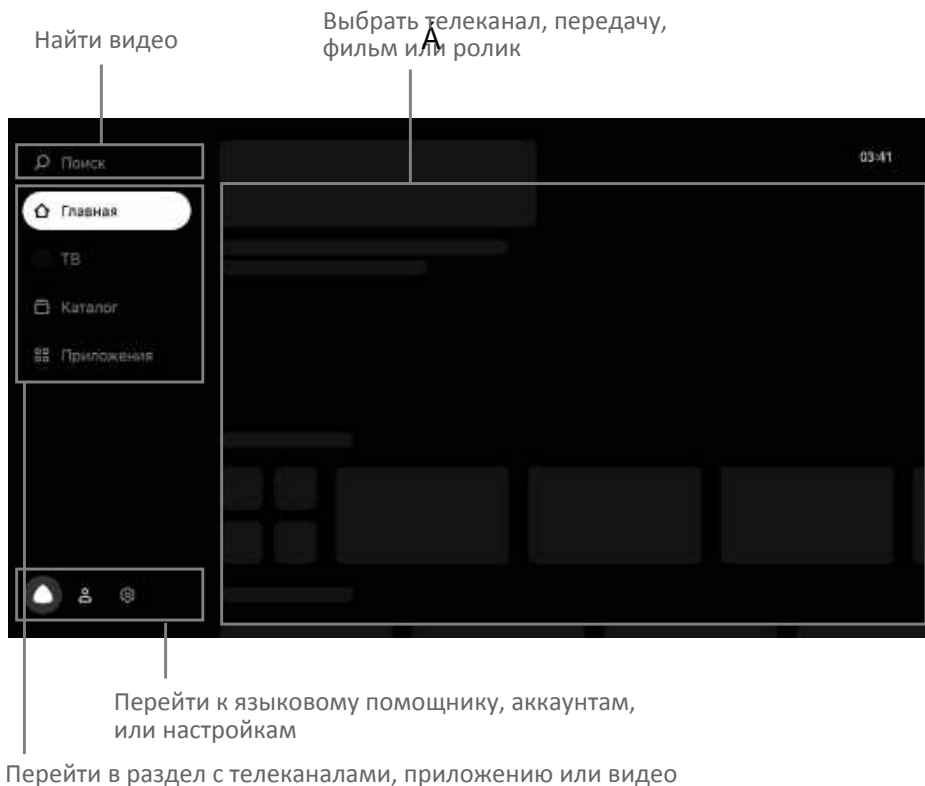 Найти видео
Выбрать телеканал, передачу,
фильм или ролик
Á
Поиск
03:41
Главная
ТВ
Каталог
Приложения
Перейти к языковому помощнику, аккаунтам,
или настройкам
Перейти в раздел с телеканалами, приложению или видео